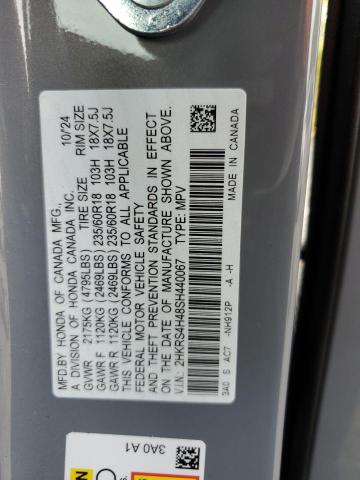 MFD.BY HONDA OF CANADA MFG., 10/24
A DIVISION OF HONDA CANADA INC.
GVWR 2175KG (4795LBS) TIRE SIZE RIM SIZE
GAWR F 1120KG (2469LBS) 235/60R18 103H 18X7.5J
GAWR R 1120KG (2469LBS) 235/60R18 103H 18X7.5J
THIS VEHICLE CONFORMS TO ALL APPLICABLE
FEDERAL MOTOR VEHICLE SAFETY
AND THEFT PREVENTION STANDARDS IN EFFECT
ON THE DATE OF MANUFACTURE SHOWN ABOVE.
V.I.N.: 2HKRS4H48SH440067 TYPE: MPV
3A0 S AC7 -NH912P -A -H MADE IN CANADA
3A0 A1